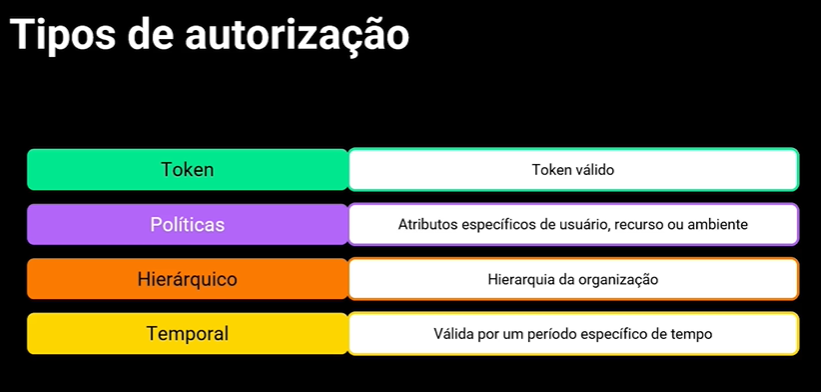 Tipos de autorização
Token
Token válido
Políticas
Atributos específicos de usuário, recurso ou ambiente
Hierárquico
Hierarquia da organização
Temporal
Válida por um período específico de tempo